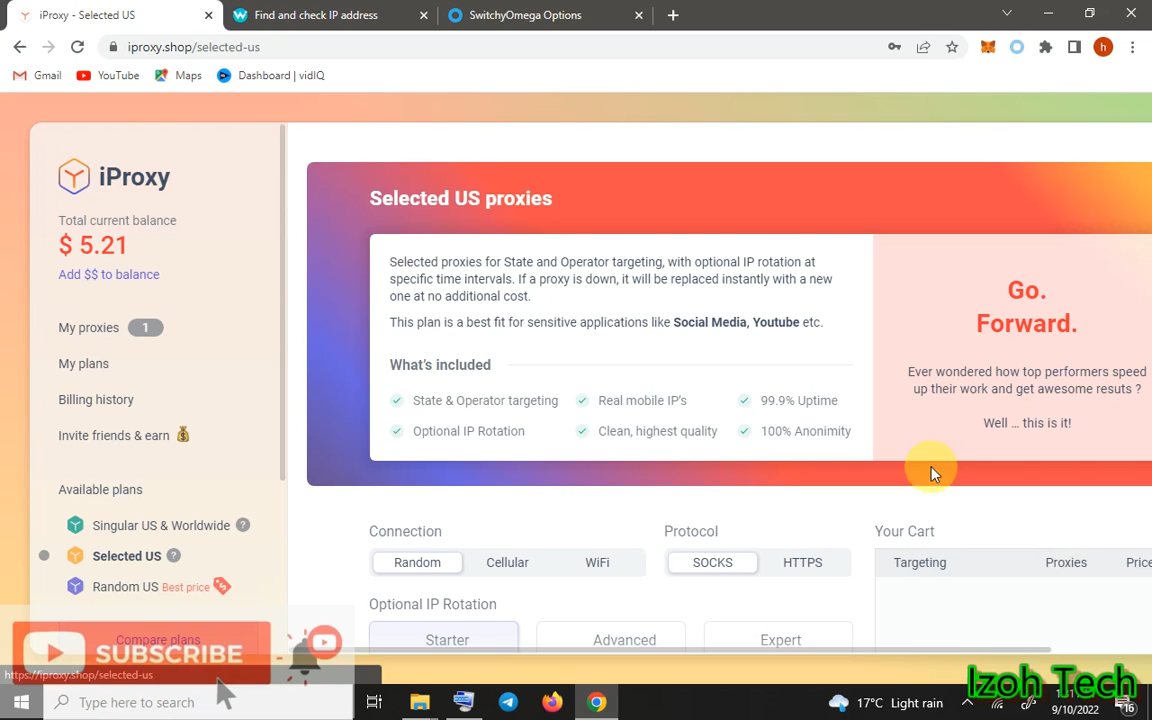 iProxy - Selected US
Find and check IP address
SwitchyOmega Options
iproxy.shop/selected-us
h
Gmail
YouTube
Maps
Dashboard | vidIQ
iProxy
Total current balance
$ 5.21
Add $$ to balance
My proxies 1
My plans
Billing history
Invite friends & earn
Available plans
Singular US & Worldwide ?
Selected US ?
Random US Best price
Compare plans
Selected US proxies
Selected proxies for State and Operator targeting, with optional IP rotation at
specific time intervals. If a proxy is down, it will be replaced instantly with a new
one at no additional cost.
This plan is a best fit for sensitive applications like Social Media, Youtube etc.
What's included
State & Operator targeting
Real mobile IP's
99.9% Uptime
Optional IP Rotation
Clean, highest quality
100% Anonimity
Go.
Forward.
Ever wondered how top performers speed
up their work and get awesome resuts ?
Well ... this is it!
Connection
Random
Cellular
WiFi
Protocol
SOCKS
HTTPS
Your Cart
Targeting
Proxies
Price
Optional IP Rotation
Starter
Advanced
Expert
SUBSCRIBE
https://iproxy.shop/selected-us
Izoh Tech
Type here to search
17°C Light rain
9/10/2022
16